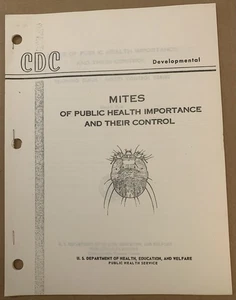 CDC
Developmental
MITES
OF PUBLIC HEALTH IMPORTANCE
AND THEIR CONTROL
U. S. DEPARTMENT OF HEALTH, EDUCATION, AND WELFARE
PUBLIC HEALTH SERVICE